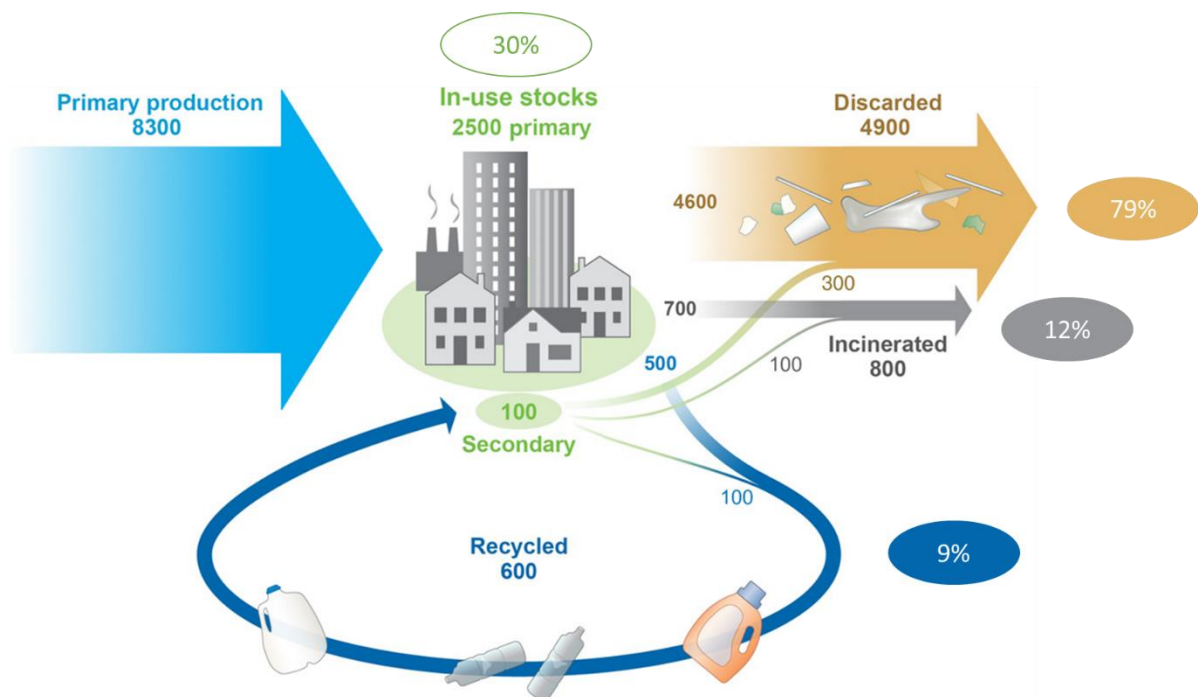 30%
Primary production
8300
In-use stocks
2500 primary
Discarded
4900
4600
79%
300
700
12%
Incinerated
800
500
100
100
Secondary
100
Recycled
600
9%